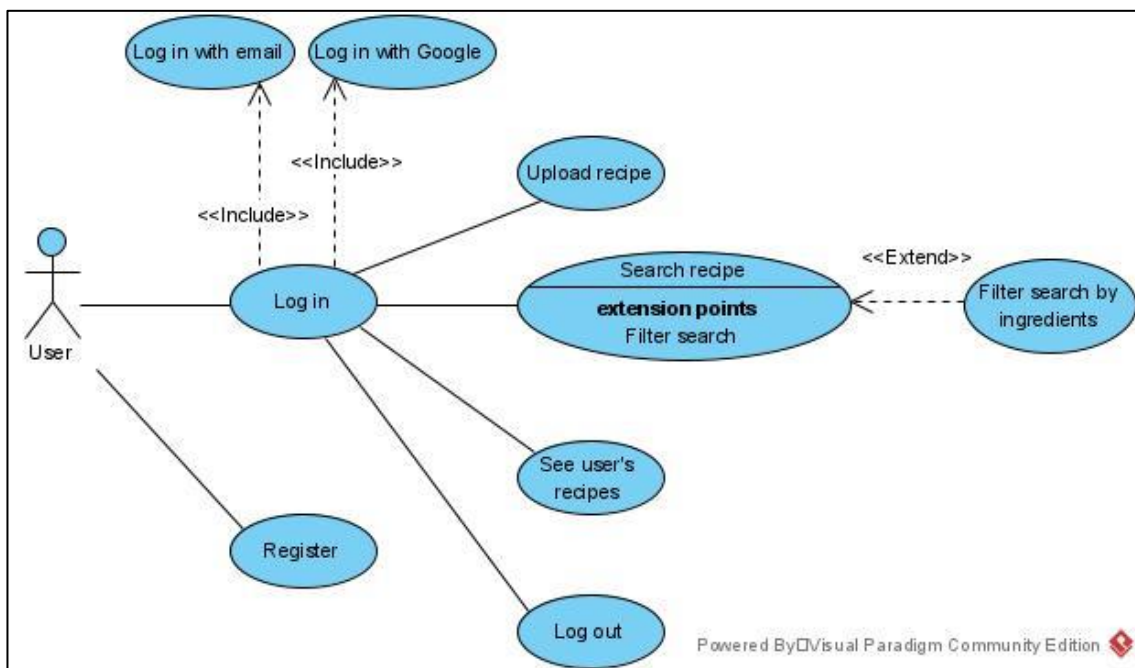 Log in with email
Log in with Google
<<Include>>
<<Include>>
Upload recipe
User
Log in
Search recipe
extension points
Filter search
<<Extend>>
Filter search by
ingredients
See user's
recipes
Register
Log out
Powered By□Visual Paradigm Community Edition